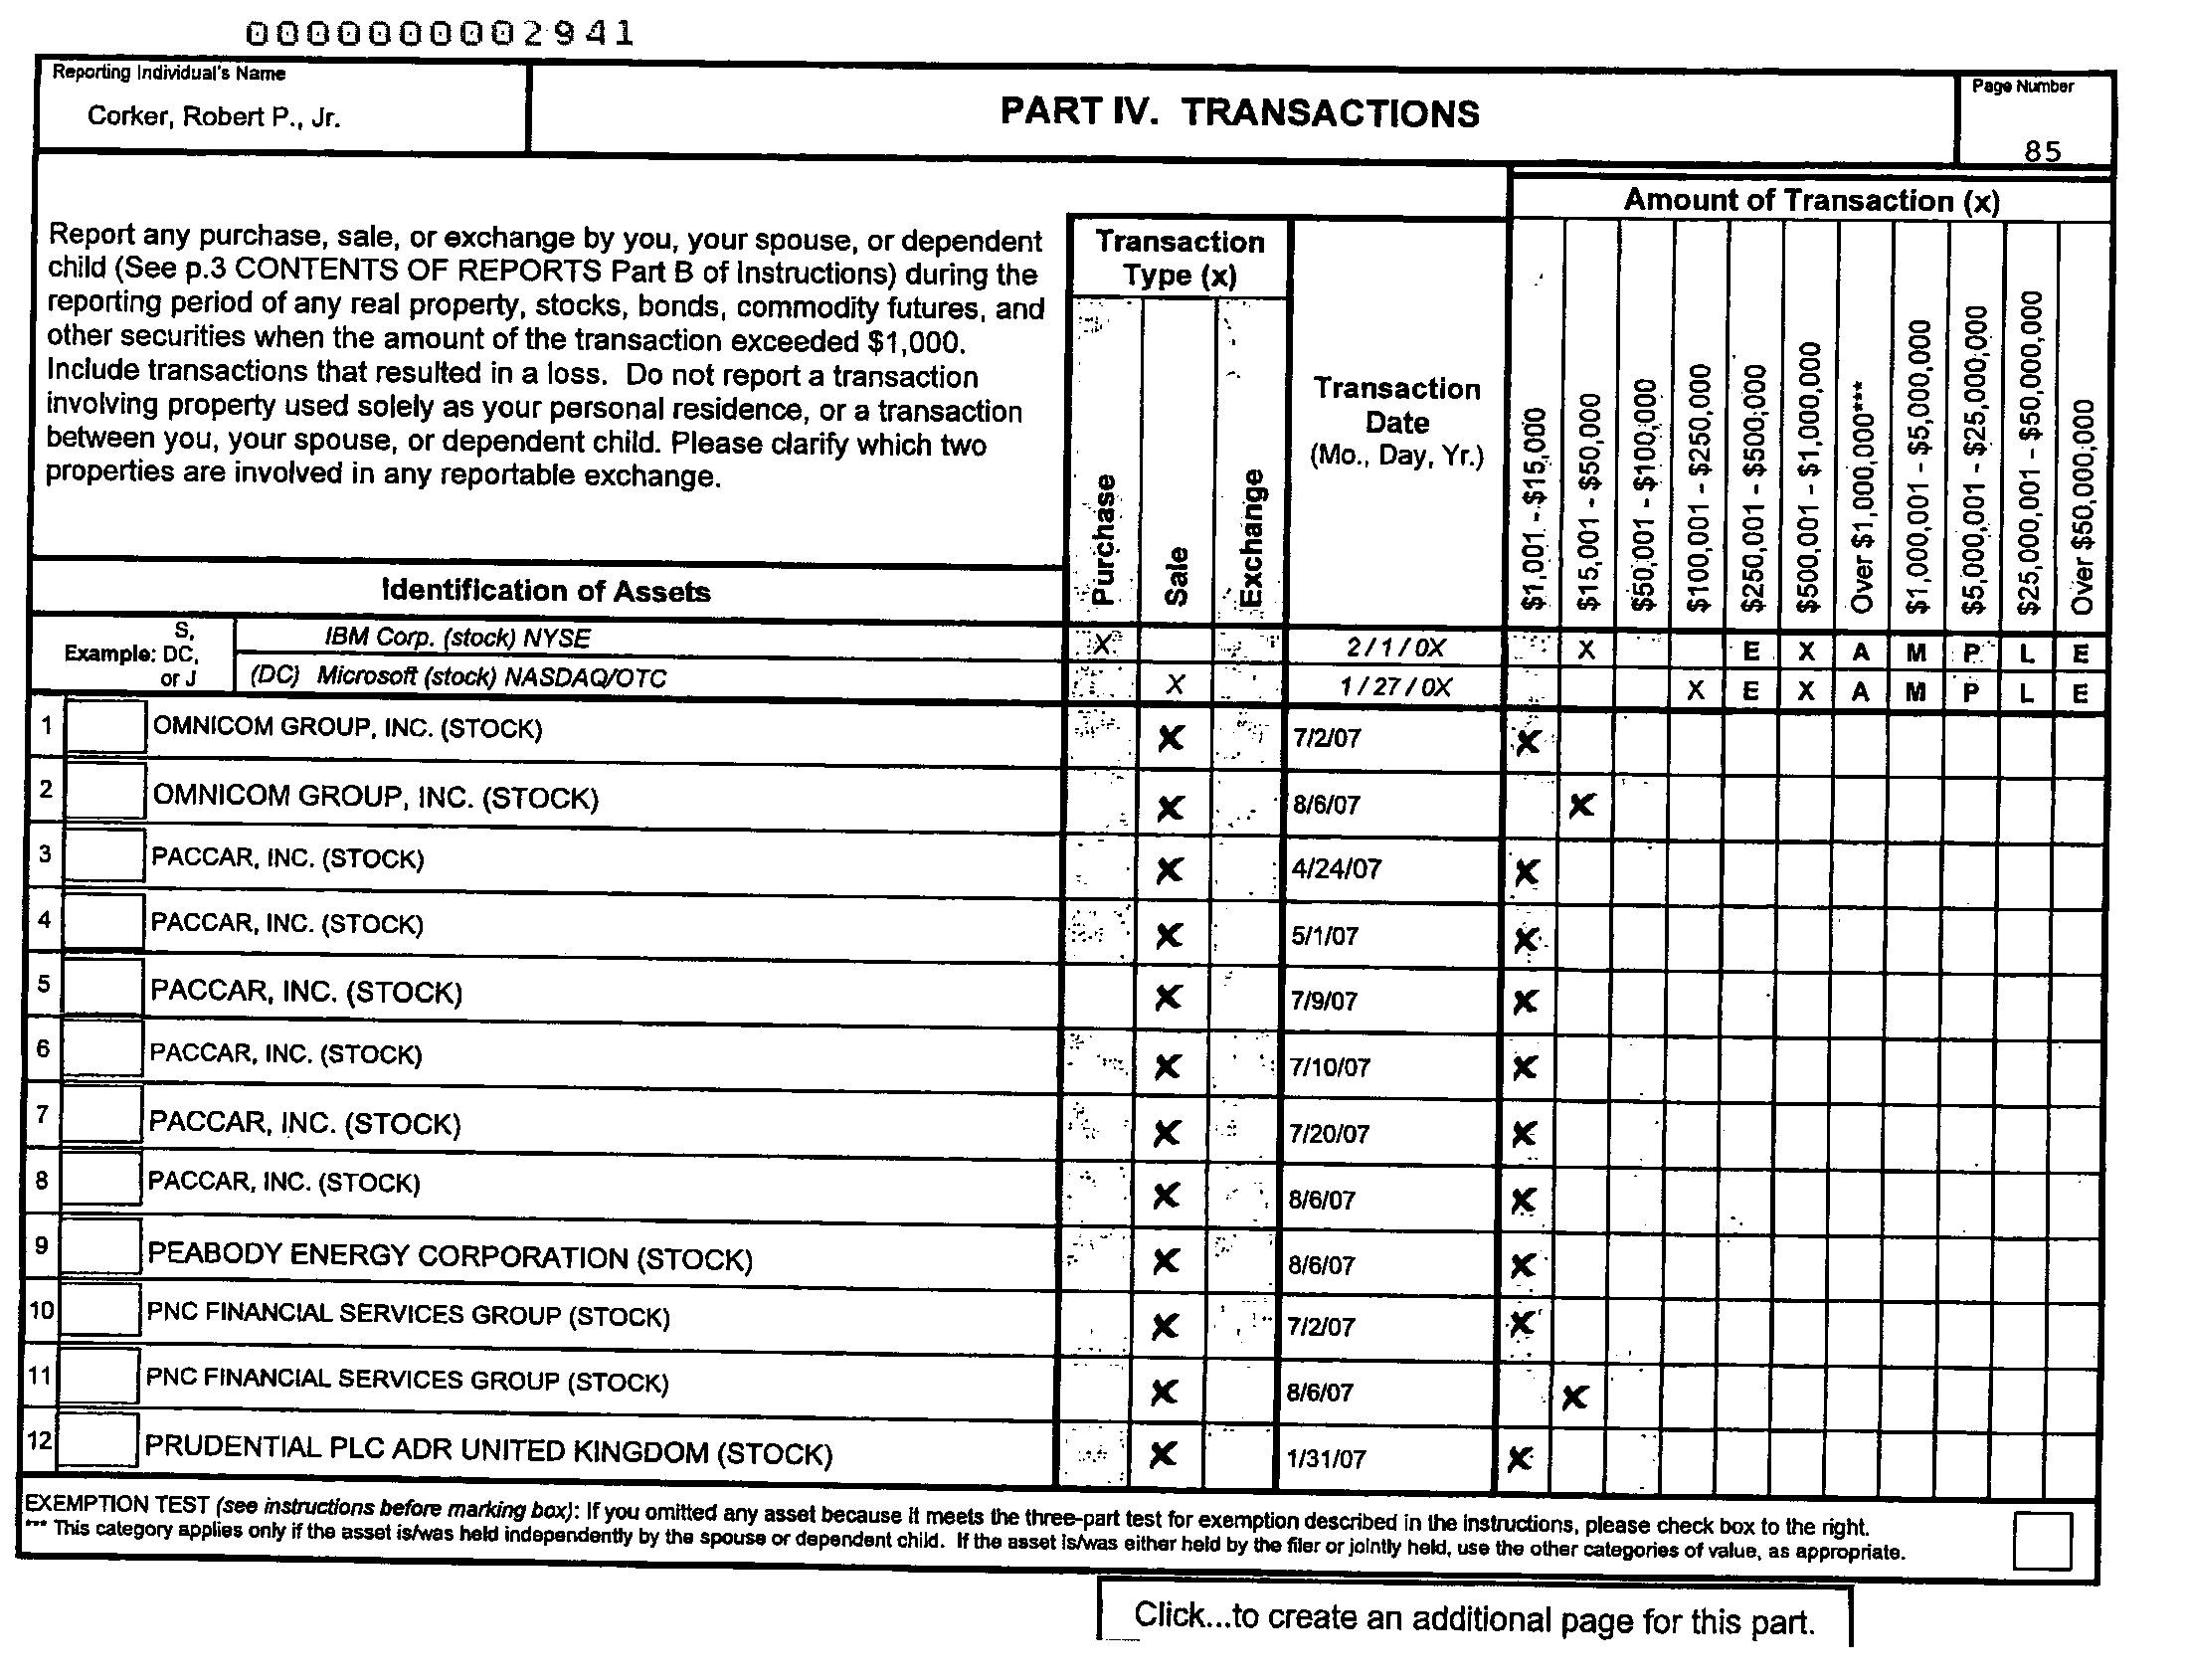 0000000002941
Reporting Individual's Name
Corker, Robert P., Jr.
PART IV. TRANSACTIONS
Page Number
85
Report any purchase, sale, or exchange by you, your spouse, or dependent
child (See p.3 CONTENTS OF REPORTS Part B of Instructions) during the
reporting period of any real property, stocks, bonds, commodity futures, and
other securities when the amount of the transaction exceeded $1,000.
Include transactions that resulted in a loss. Do not report a transaction
involving property used solely as your personal residence, or a transaction
between you, your spouse, or dependent child. Please clarify which two
properties are involved in any reportable exchange.
Identification of Assets
Transaction
Type (x)
Purchase
Sale
Exchange
Transaction
Date
(Mo., Day, Yr.)
Amount of Transaction (x)
$1,001 - $15,000
$15,001 - $50,000
$50,001 - $100,000
$100,001 - $250,000
$250,001 - $500,000
$500,001 - $1,000,000
Over $1,000,000***
$1,000,001 - $5,000,000
$5,000,001 - $25,000,000
$25,000,001 - $50,000,000
Over $50,000,000
Example: S, DC, or J
IBM Corp. (stock) NYSE X 2 / 1 / 0X X E X A M P L E
(DC) Microsoft (stock) NASDAQ/OTC X 1 / 27 / 0X X E X A M P L E
1 OMNICOM GROUP, INC. (STOCK) X 7/2/07 X
2 OMNICOM GROUP, INC. (STOCK) X 8/6/07 X
3 PACCAR, INC. (STOCK) X 4/24/07 X
4 PACCAR, INC. (STOCK) X 5/1/07 X
5 PACCAR, INC. (STOCK) X 7/9/07 X
6 PACCAR, INC. (STOCK) X 7/10/07 X
7 PACCAR, INC. (STOCK) X 7/20/07 X
8 PACCAR, INC. (STOCK) X 8/6/07 X
9 PEABODY ENERGY CORPORATION (STOCK) X 8/6/07 X
10 PNC FINANCIAL SERVICES GROUP (STOCK) X 7/2/07 X
11 PNC FINANCIAL SERVICES GROUP (STOCK) X 8/6/07 X
12 PRUDENTIAL PLC ADR UNITED KINGDOM (STOCK) X 1/31/07 X
EXEMPTION TEST (see instructions before marking box): If you omitted any asset because it meets the three-part test for exemption described in the instructions, please check box to the right.
*** This category applies only if the asset is/was held independently by the spouse or dependent child. If the asset is/was either held by the filer or jointly held, use the other categories of value, as appropriate.
Click...to create an additional page for this part.